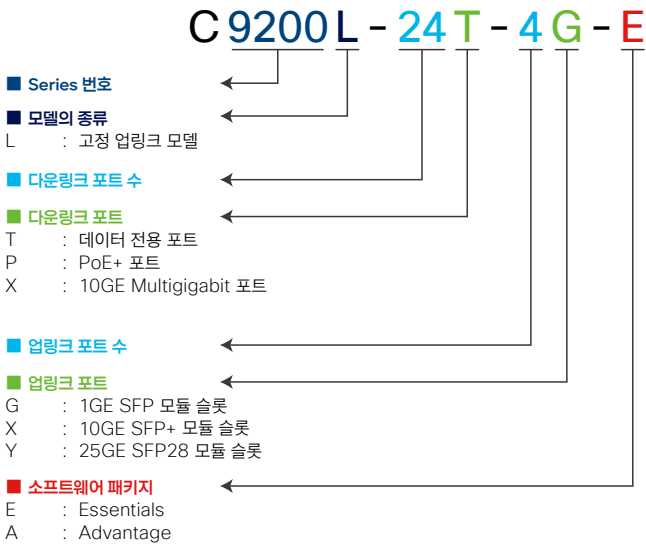 C9200L-24T-4G-E
■ Series 번호
■ 모델의 종류
L : 고정 업링크 모델
■ 다운링크 포트 수
■ 다운링크 포트
T : 데이터 전용 포트
P : PoE+ 포트
X : 10GE Multigigabit 포트
■ 업링크 포트 수
■ 업링크 포트
G : 1GE SFP 모듈 슬롯
X : 10GE SFP+ 모듈 슬롯
Y : 25GE SFP28 모듈 슬롯
■ 소프트웨어 패키지
E : Essentials
A : Advantage